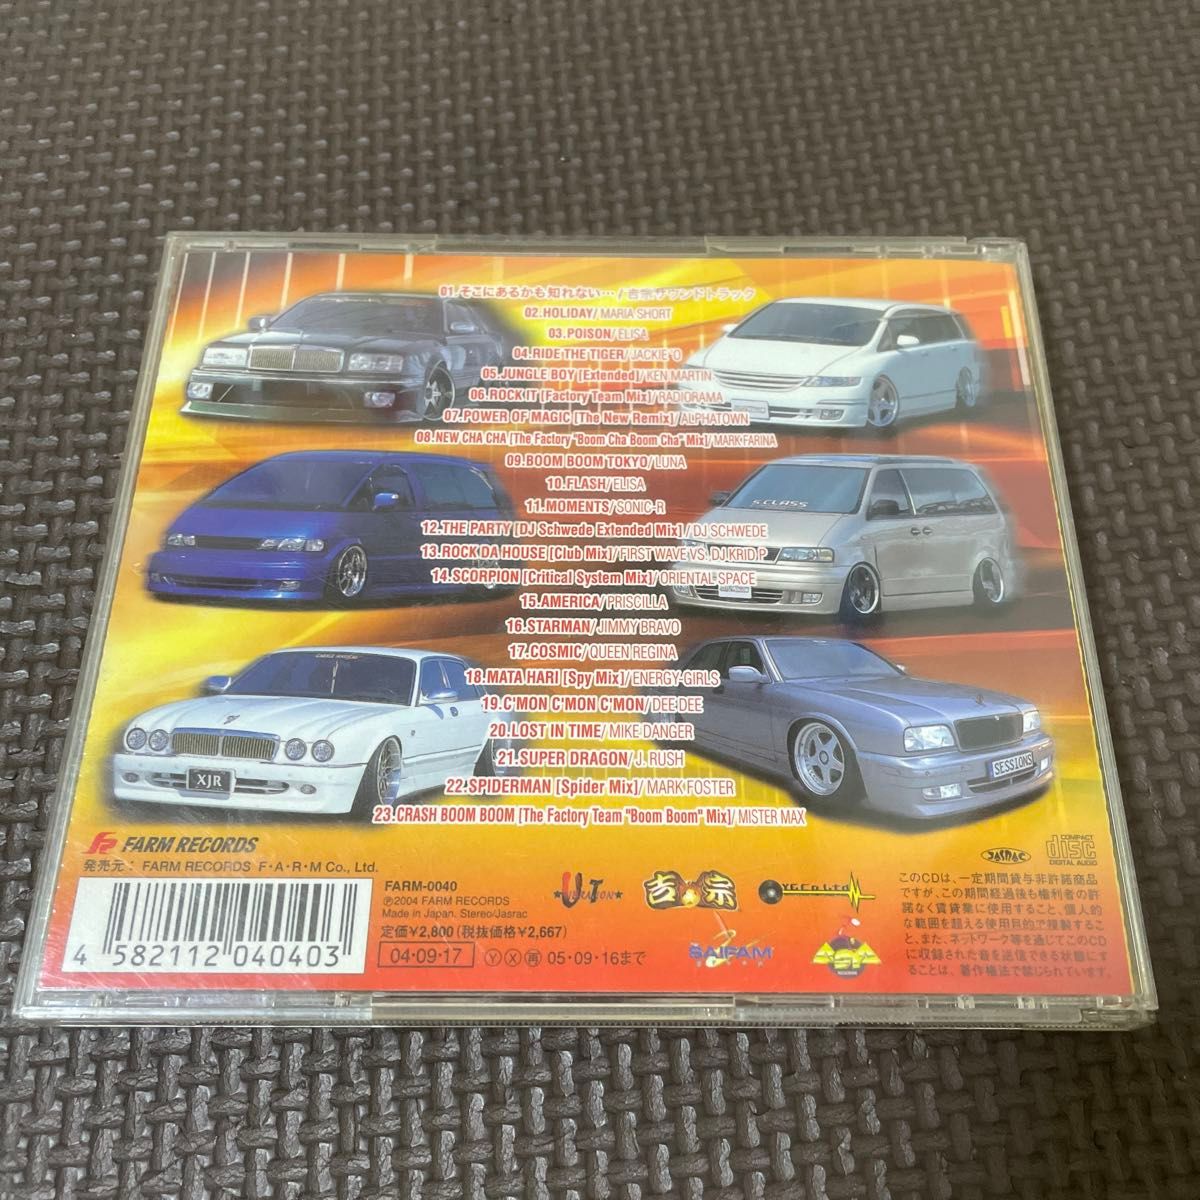 01.そこにあるかも知れない…/吉宗サウンドトラック
02.HOLIDAY/MARIA SHORT
03.POISON/ELISA
04.RIDE THE TIGER/JACKIE'O
05.JUNGLE BOY [Extended]/KEN MARTIN
06.ROCK IT [Factory Team Mix]/RADIORAMA
07.POWER OF MAGIC [The New Remix]/ALPHATOWN
08.NEW CHA CHA [The Factory "Boom Cha Boom Cha" Mix]/MARK FARINA
09.BOOM BOOM TOKYO/LUNA
10.FLASH/ELISA
11.MOMENTS/SONIC-R
12.THE PARTY [DJ Schwede Extended Mix]/DJ SCHWEDE
13.ROCK DA HOUSE [Club Mix]/FIRST WAVE VS. DJ KRID.P
14.SCORPION [Critical System Mix]/ORIENTAL SPACE
15.AMERICA/PRISCILLA
16.STARMAN/JIMMY BRAVO
17.COSMIC/QUEEN REGINA
18.MATA HARI [Spy Mix]/ENERGY-GIRLS
19.C'MON C'MON C'MON/DEE DEE
20.LOST IN TIME/MIKE DANGER
21.SUPER DRAGON/J. RUSH
22.SPIDERMAN [Spider Mix]/MARK FOSTER
23.CRASH BOOM BOOM [The Factory Team "Boom Boom" Mix]/MISTER MAX
S.CLASS
XJR
SESSIONS
FARM RECORDS
発売元： FARM RECORDS F・A・R・M Co., Ltd.
4 582112 040403
FARM-0040
Ⓟ2004 FARM RECORDS
Made in Japan. Stereo/Jasrac
定価¥2,800(税抜価格¥2,667)
04・09・17 Ⓨ Ⓧ 再 05・09・16まで
吉宗
YGCo.Ltd
SAIFAM
JASRAC
COMPACT
disc
DIGITAL AUDIO
このCDは、一定期間貸与非許諾商品
ですが、この期間経過後も権利者の許
諾なく賃貸業に使用すること、個人的
な範囲を超える使用目的で複製するこ
と、また、ネットワーク等を通じてこのCD
に収録された音を送信できる状態にす
ることは、著作権法で禁じられています。